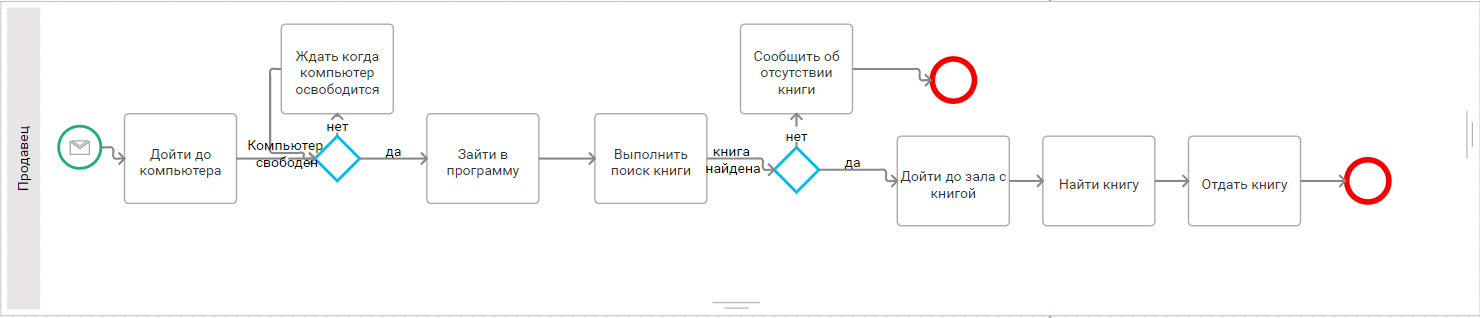 Продавец
Дойти до
компьютера
Ждать когда
компьютер
освободится
нет
Компьютер
свободен
да
Зайти в
программу
Выполнить
поиск книги
книга
найдена
Сообщить об
отсутствии
книги
нет
да
Дойти до зала с
книгой
Найти книгу
Отдать книгу